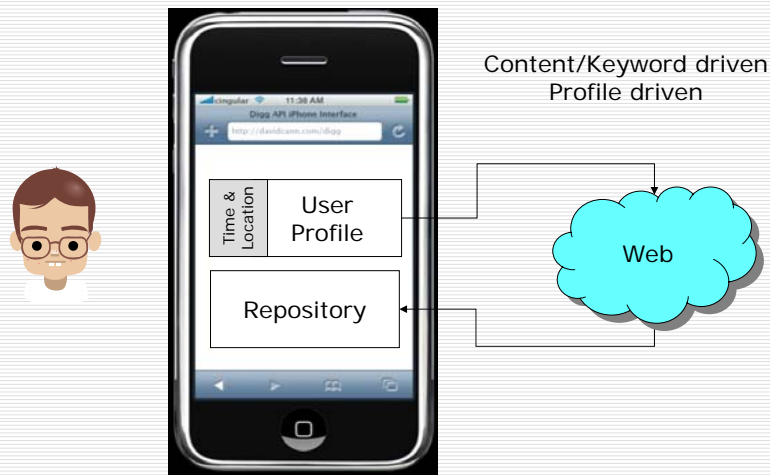 Content/Keyword driven
Profile driven
cingular 11:38 AM
Digg API iPhone Interface
http://davidcann.com/digg
Time &
Location
User
Profile
Web
Repository